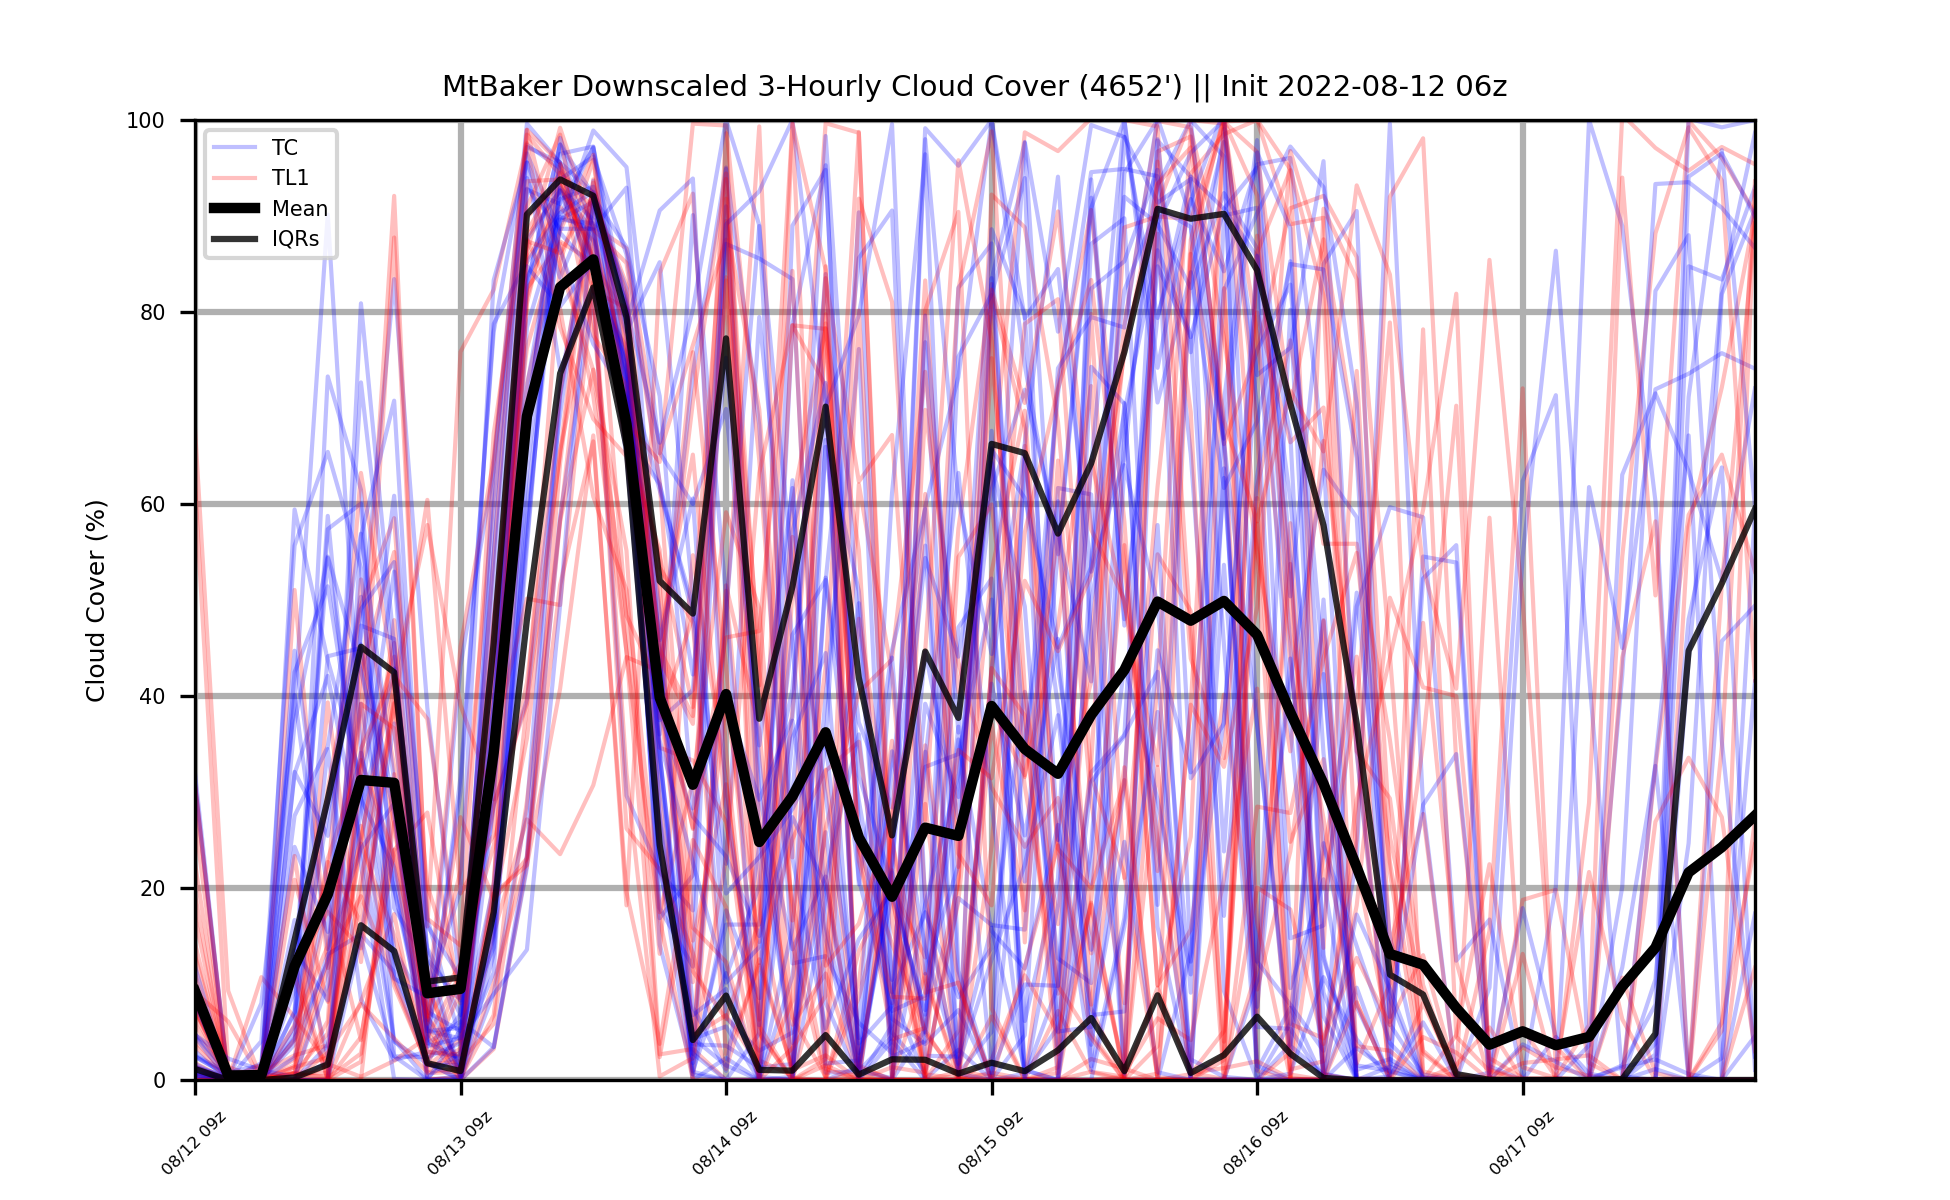 MtBaker Downscaled 3-Hourly Cloud Cover (4652') || Init 2022-08-12 06z
100
80
60
40
20
0
Cloud Cover (%)
TC
TL1
Mean
IQRs
08/12 09z
08/13 09z
08/14 09z
08/15 09z
08/16 09z
08/17 09z